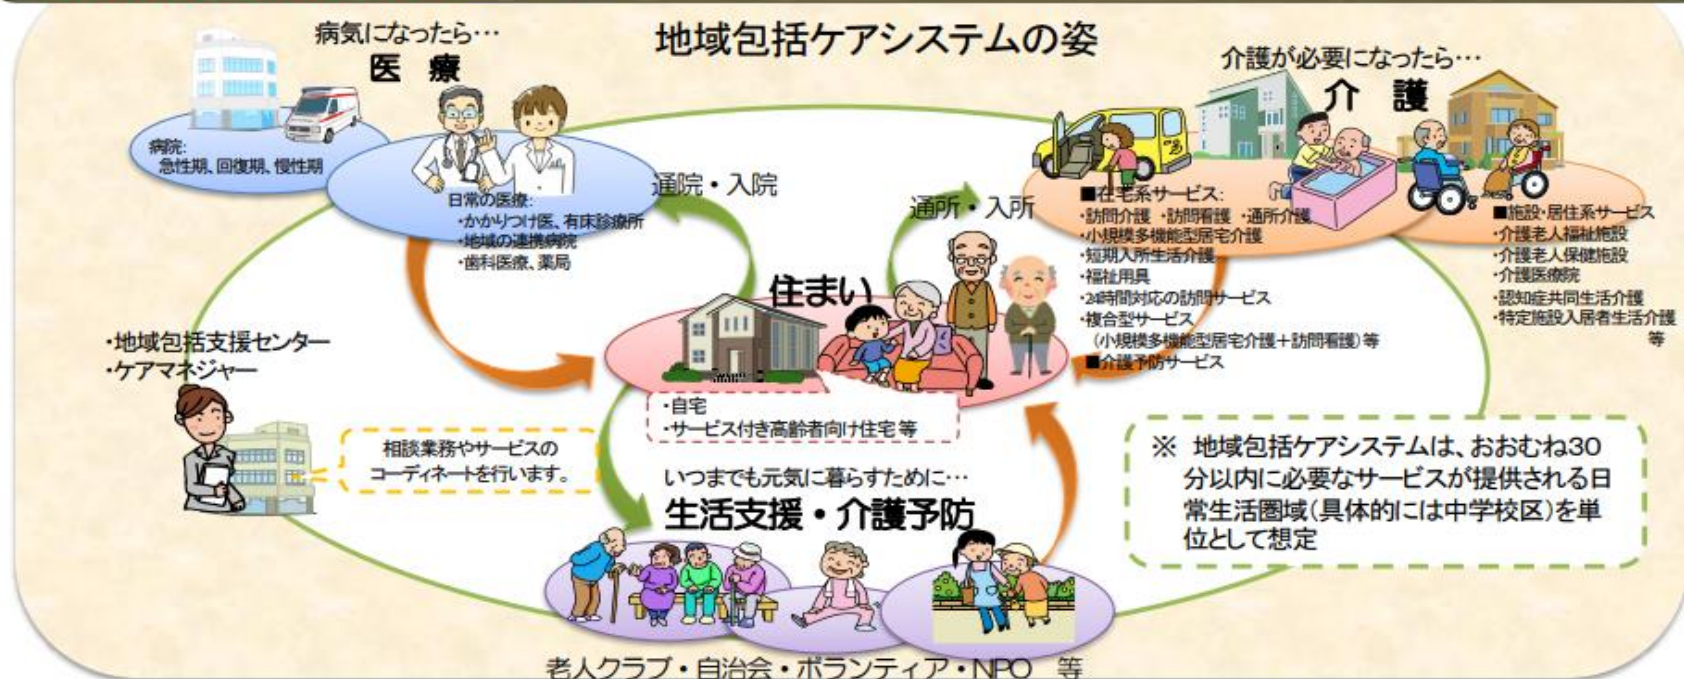 地域包括ケアシステムの姿
病気になったら…
医 療
病院:
急性期、回復期、慢性期
日常の医療:
・かかりつけ医、有床診療所
・地域の連携病院
・歯科医療、薬局
通院・入院
通所・入所
介護が必要になったら…
介 護
■在宅系サービス:
・訪問介護 ・訪問看護 ・通所介護
・小規模多機能型居宅介護
・短期入所生活介護
・福祉用具
・24時間対応の訪問サービス
・複合型サービス
(小規模多機能型居宅介護+訪問看護)等
■介護予防サービス
■施設・居住系サービス
・介護老人福祉施設
・介護老人保健施設
・介護医療院
・認知症共同生活介護
・特定施設入居者生活介護
等
住まい
・自宅
・サービス付き高齢者向け住宅 等
・地域包括支援センター
・ケアマネジャー
相談業務やサービスの
コーディネートを行います。
いつまでも元気に暮らすために…
生活支援・介護予防
老人クラブ・自治会・ボランティア・NPO 等
※ 地域包括ケアシステムは、おおむね30
分以内に必要なサービスが提供される日
常生活圏域(具体的には中学校区)を単
位として想定